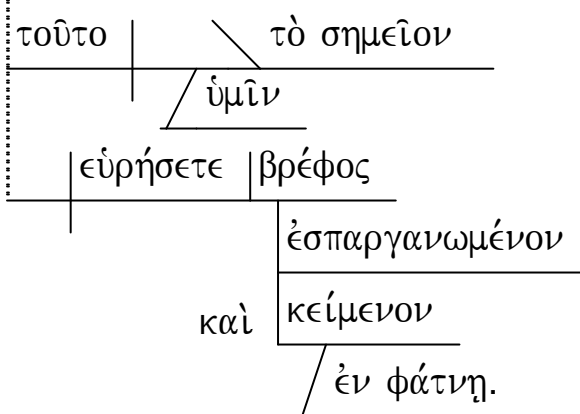 τοῦτο τὸ σημεῖον
ὑμῖν
εὑρήσετε βρέφος
ἐσπαργανωμένον
καὶ κείμενον
ἐν φάτνῃ.